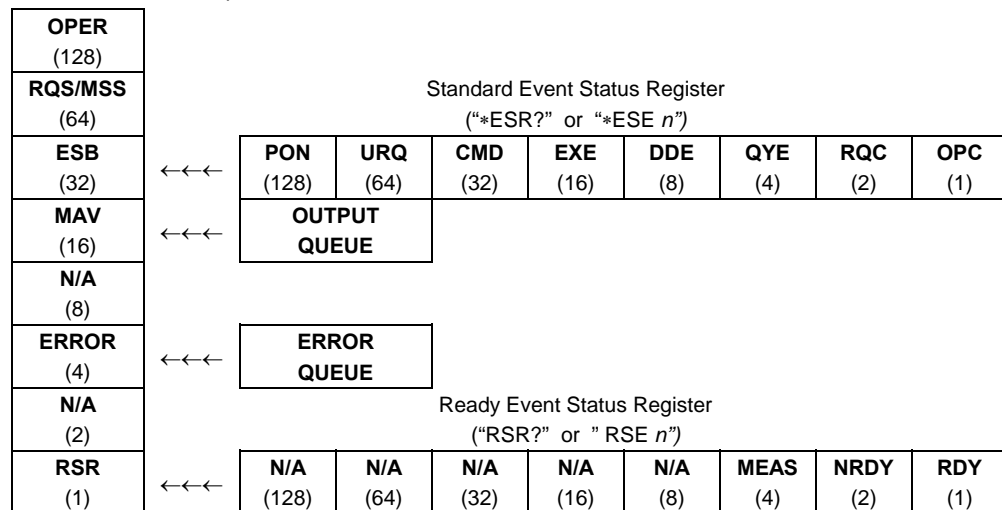 OPER
(128)
RQS/MSS
(64)
Standard Event Status Register
("∗ESR?" or "∗ESE n")
ESB
(32)
←←←
PON URQ CMD EXE DDE QYE RQC OPC
(128) (64) (32) (16) (8) (4) (2) (1)
MAV
(16)
←←←
OUTPUT
QUEUE
N/A
(8)
ERROR
(4)
←←←
ERROR
QUEUE
N/A
(2)
Ready Event Status Register
("RSR?" or " RSE n")
RSR
(1)
←←←
N/A N/A N/A N/A N/A MEAS NRDY RDY
(128) (64) (32) (16) (8) (4) (2) (1)